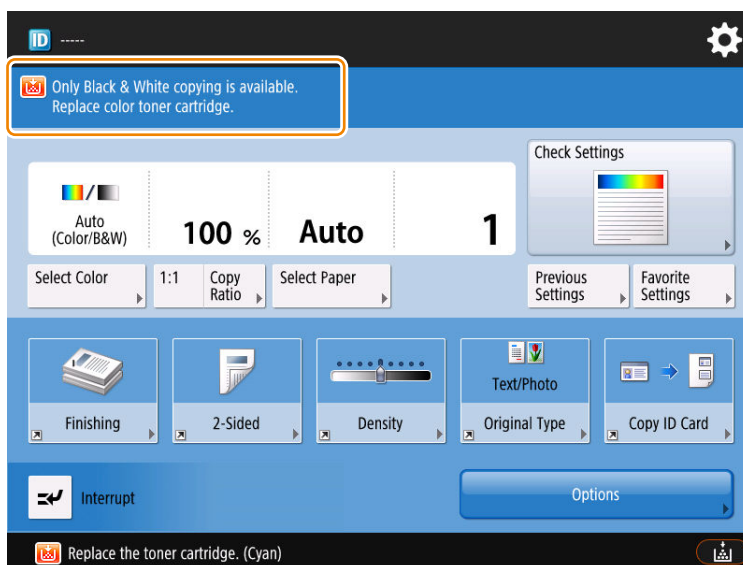 ID -----
Only Black & White copying is available.
Replace color toner cartridge.
Check Settings
Auto
(Color/B&W)
100 %
Auto
1
Select Color
1:1
Copy
Ratio
Select Paper
Previous
Settings
Favorite
Settings
Text/Photo
Finishing
2-Sided
Density
Original Type
Copy ID Card
Interrupt
Options
Replace the toner cartridge. (Cyan)